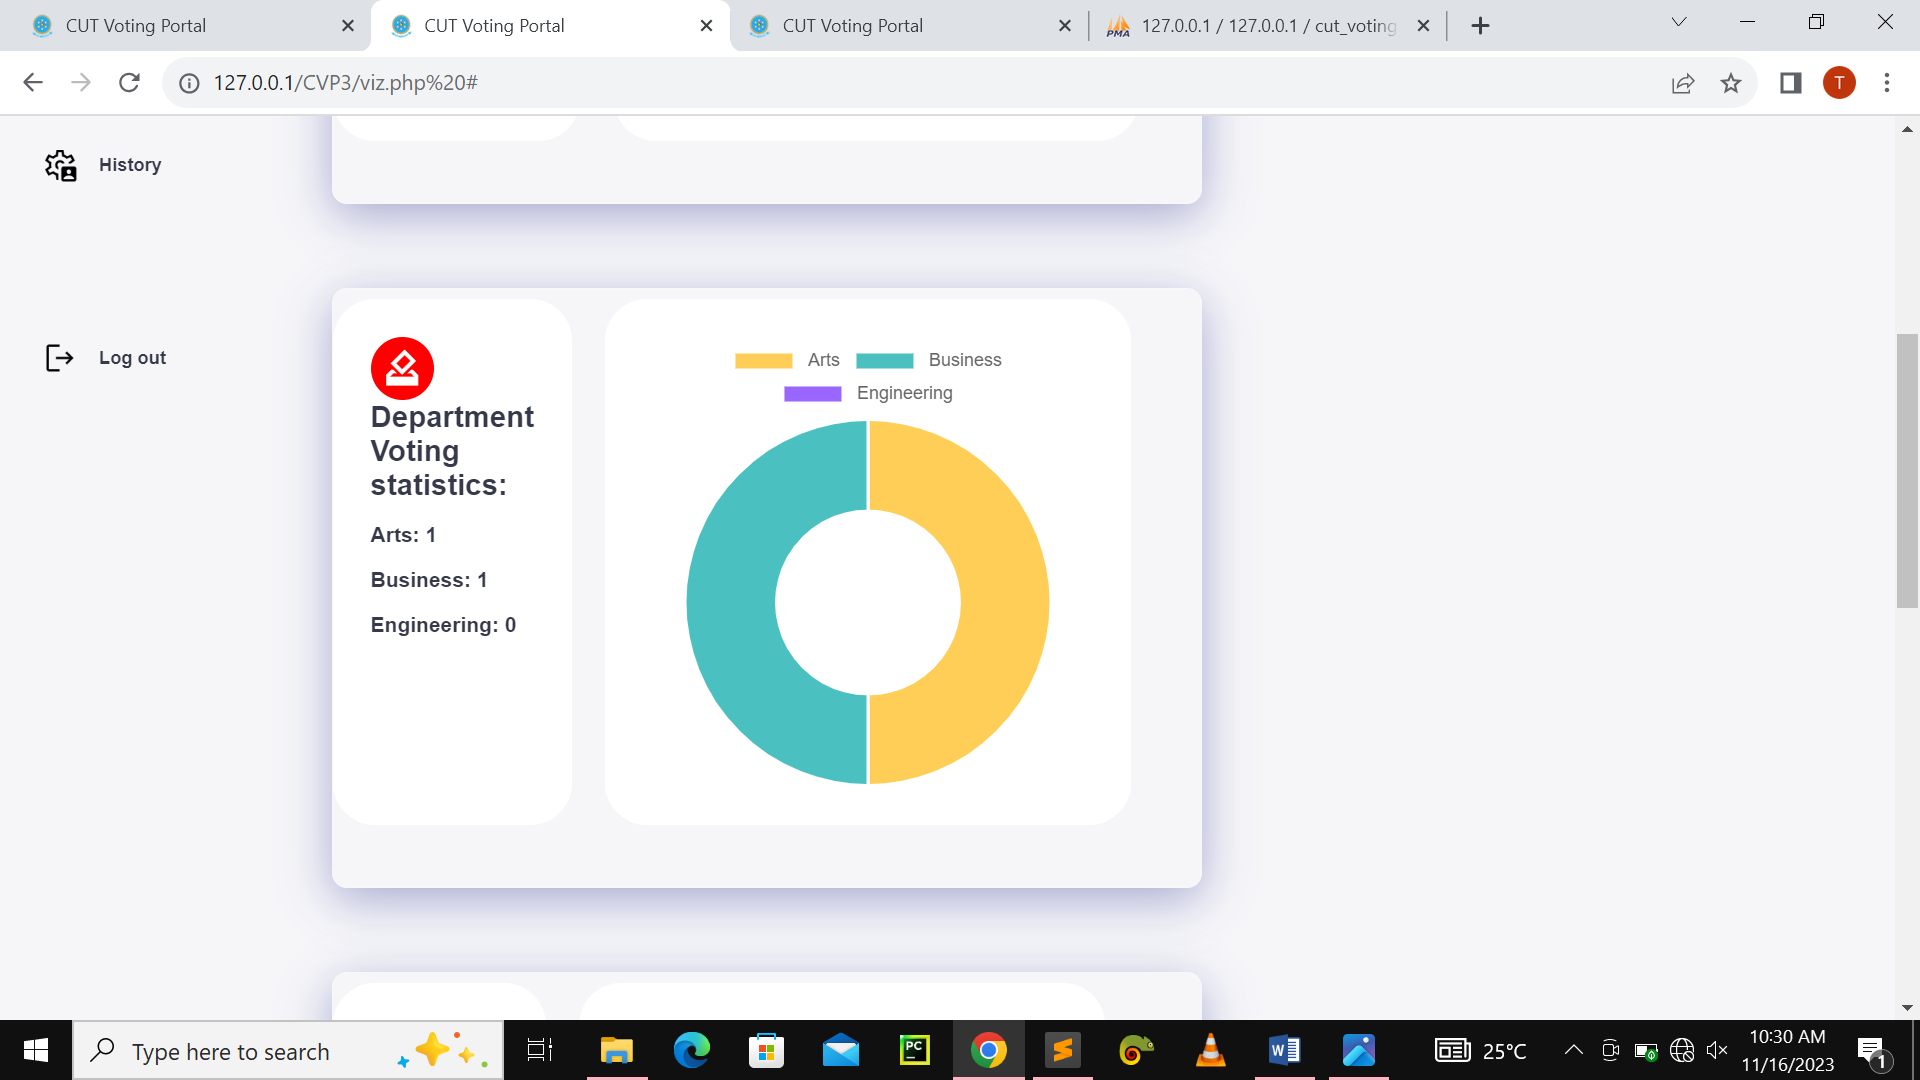 CUT Voting Portal
CUT Voting Portal
CUT Voting Portal
PMA
127.0.0.1 / 127.0.0.1 / cut_voting
127.0.0.1/CVP3/viz.php%20#
T
History
Log out
Department
Voting
statistics:
Arts: 1
Business: 1
Engineering: 0
Arts
Business
Engineering
Type here to search
PC
W
25°C
10:30 AM
11/16/2023
1